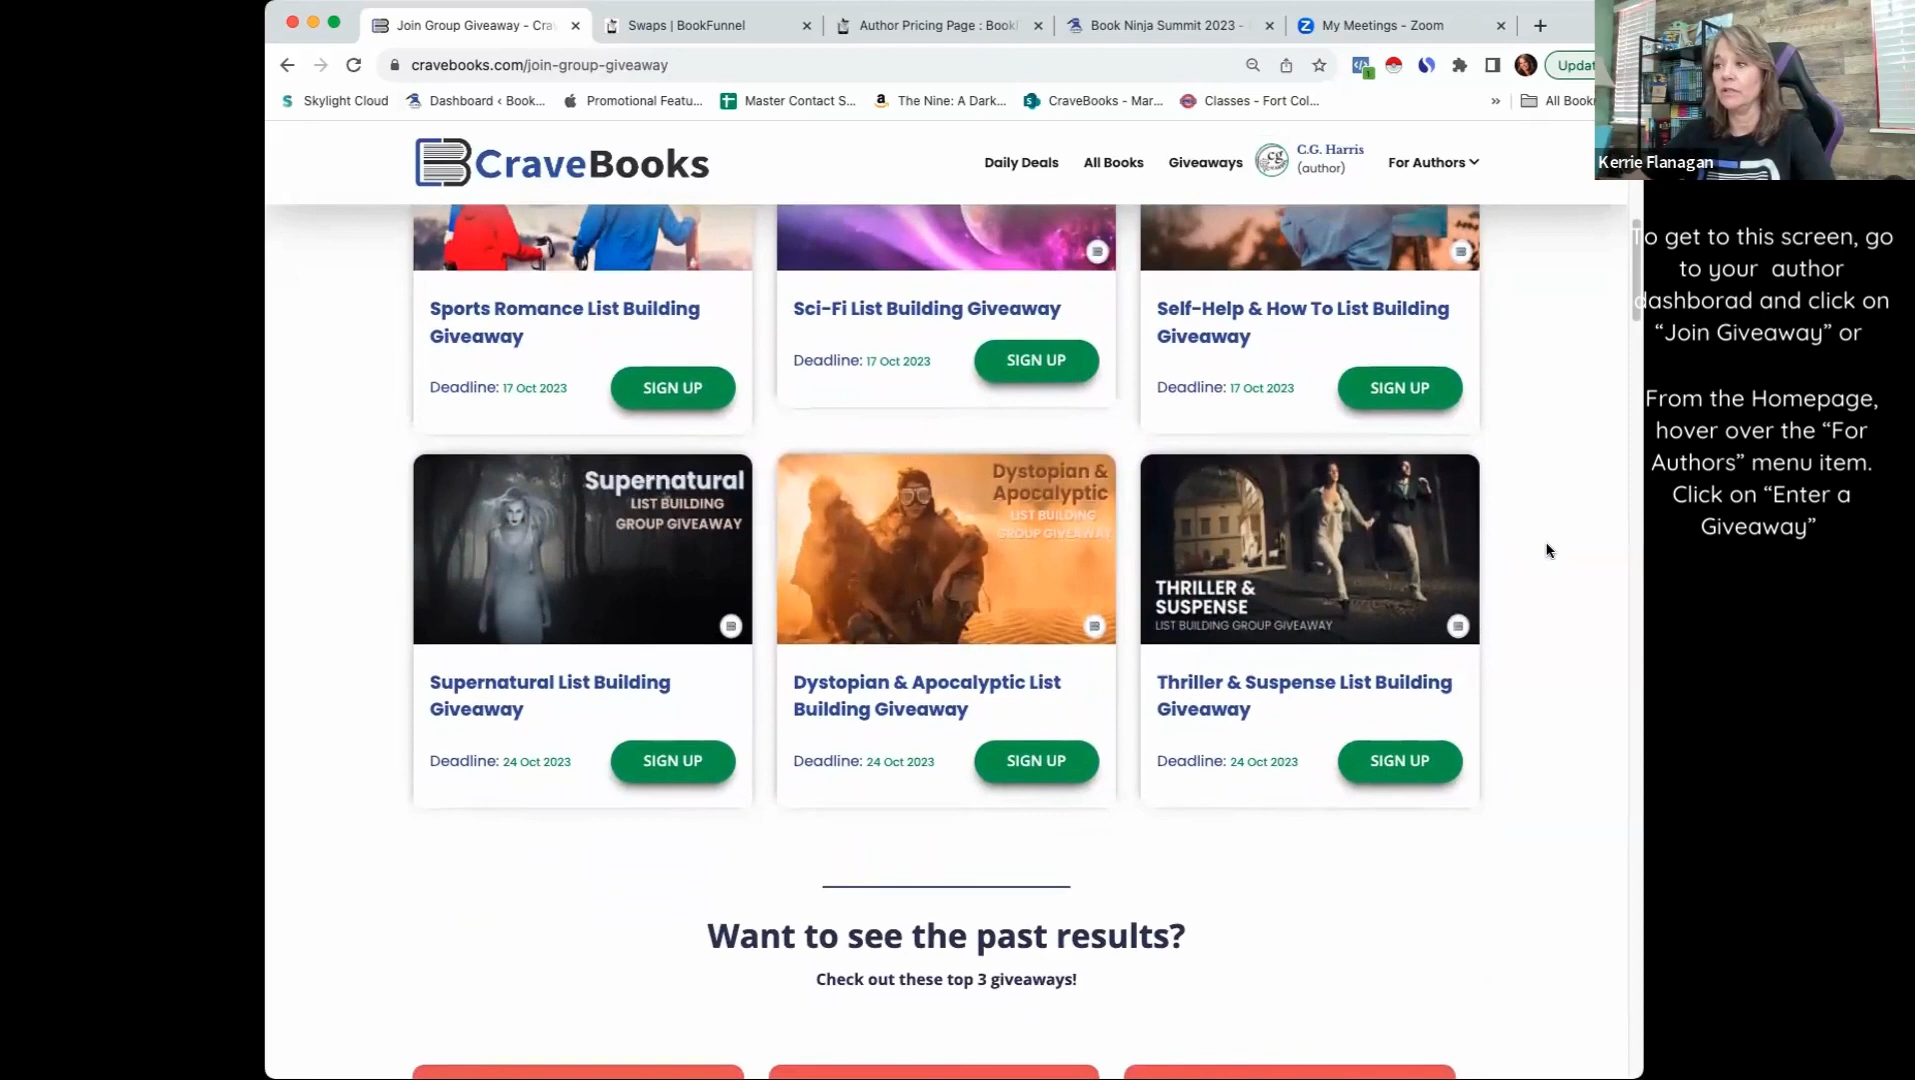 Join Group Giveaway - Crav
Swaps | BookFunnel
Author Pricing Page : BookF
Book Ninja Summit 2023 -
My Meetings - Zoom
cravebooks.com/join-group-giveaway
Updat
Skylight Cloud
Dashboard ‹ Book...
Promotional Featu...
Master Contact S...
The Nine: A Dark...
CraveBooks - Mar...
Classes - Fort Col...
»
All Book
Kerrie Flanagan
CraveBooks
Daily Deals
All Books
Giveaways
C.G. Harris
(author)
For Authors
Sports Romance List Building
Giveaway
Deadline: 17 Oct 2023
SIGN UP
Sci-Fi List Building Giveaway
Deadline: 17 Oct 2023
SIGN UP
Self-Help & How To List Building
Giveaway
Deadline: 17 Oct 2023
SIGN UP
Supernatural
LIST BUILDING
GROUP GIVEAWAY
Supernatural List Building
Giveaway
Deadline: 24 Oct 2023
SIGN UP
Dystopian &
Apocalyptic
LIST BUILDING
GROUP GIVEAWAY
Dystopian & Apocalyptic List
Building Giveaway
Deadline: 24 Oct 2023
SIGN UP
THRILLER &
SUSPENSE
LIST BUILDING GROUP GIVEAWAY
Thriller & Suspense List Building
Giveaway
Deadline: 24 Oct 2023
SIGN UP
Want to see the past results?
Check out these top 3 giveaways!
To get to this screen, go
to your author
dashborad and click on
“Join Giveaway” or
From the Homepage,
hover over the “For
Authors” menu item.
Click on “Enter a
Giveaway”